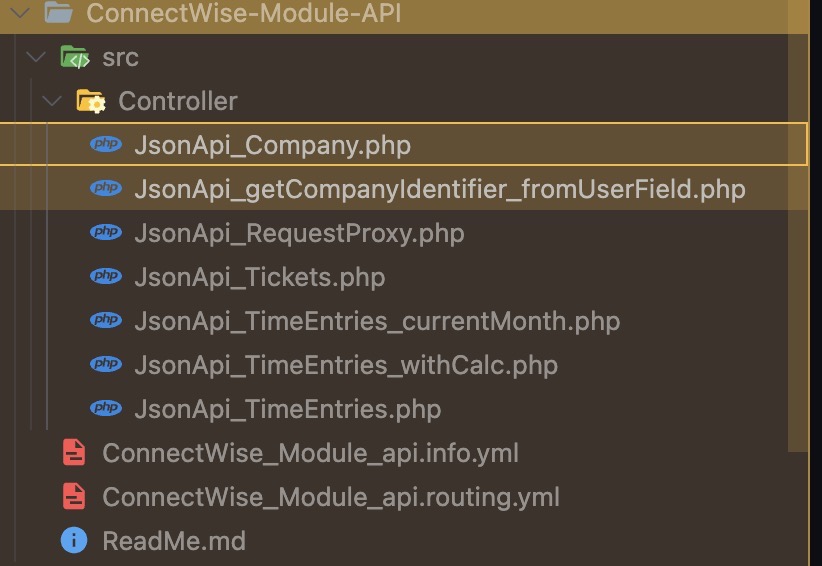 ConnectWise-Module-API
src
Controller
php JsonApi_Company.php
php JsonApi_getCompanyIdentifier_fromUserField.php
php JsonApi_RequestProxy.php
php JsonApi_Tickets.php
php JsonApi_TimeEntries_currentMonth.php
php JsonApi_TimeEntries_withCalc.php
php JsonApi_TimeEntries.php
ConnectWise_Module_api.info.yml
ConnectWise_Module_api.routing.yml
ReadMe.md